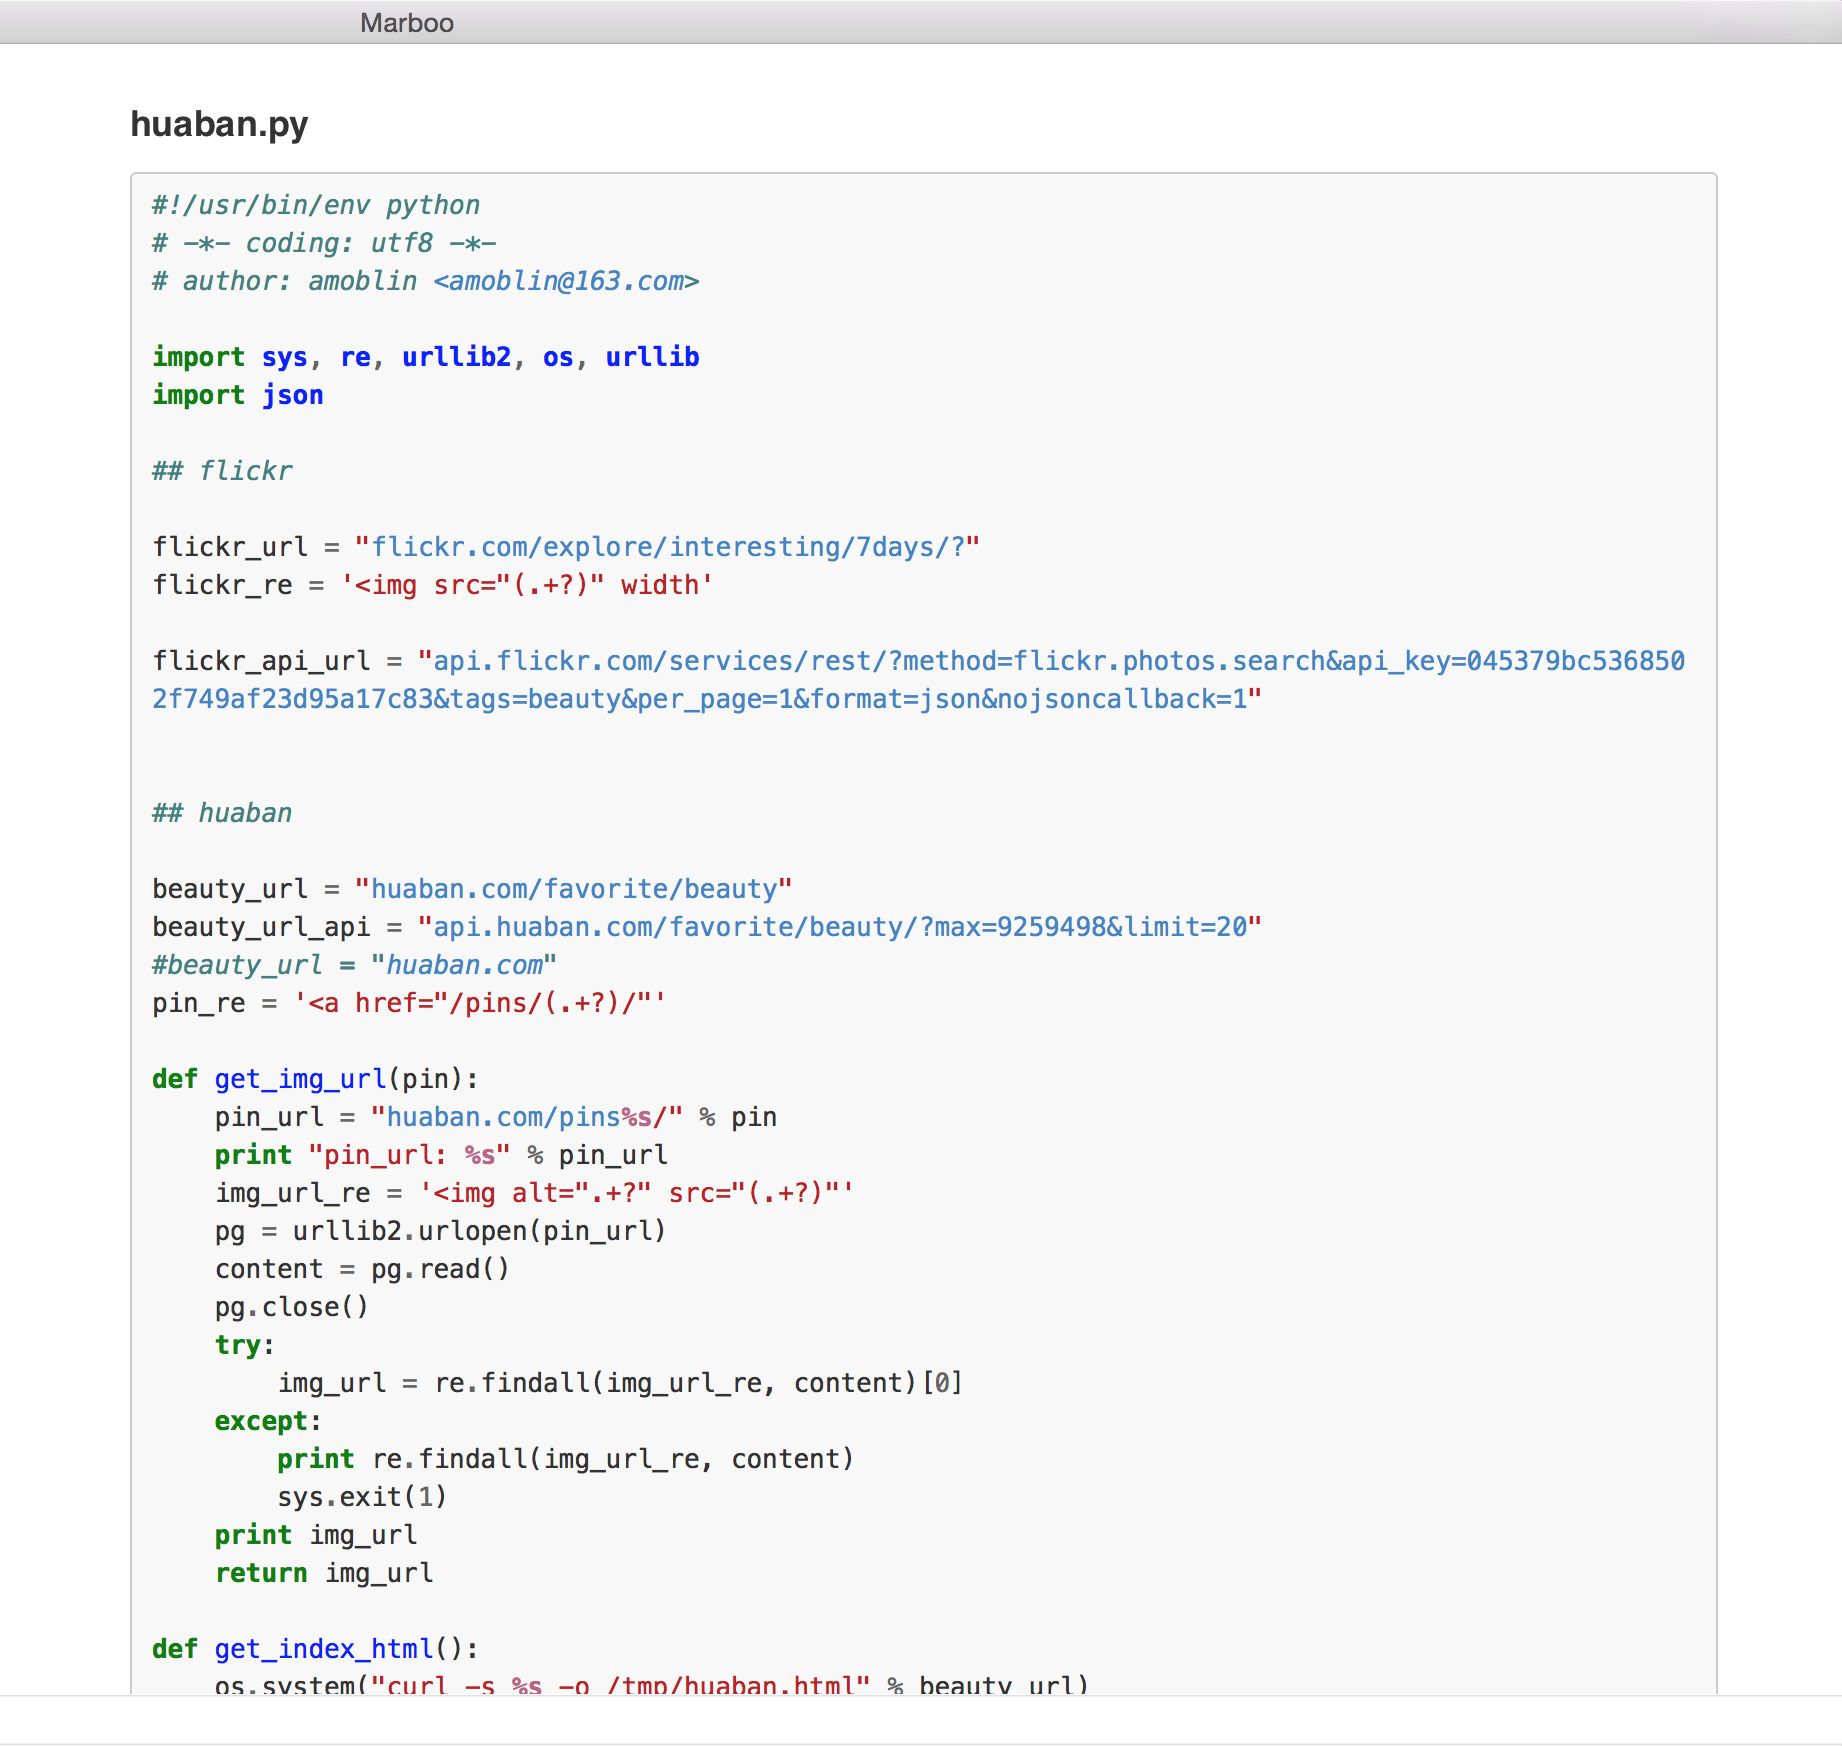 Marboo
huaban.py
#!/usr/bin/env python
# -*- coding: utf8 -*-
# author: amoblin <amoblin@163.com>
import sys, re, urllib2, os, urllib
import json
## flickr
flickr_url = "flickr.com/explore/interesting/7days/?"
flickr_re = '<img src="(.+?)" width'
flickr_api_url = "api.flickr.com/services/rest/?method=flickr.photos.search&api_key=045379bc536850
2f749af23d95a17c83&tags=beauty&per_page=1&format=json&nojsoncallback=1"
## huaban
beauty_url = "huaban.com/favorite/beauty"
beauty_url_api = "api.huaban.com/favorite/beauty/?max=9259498&limit=20"
#beauty_url = "huaban.com"
pin_re = '<a href="/pins/(.+?)/"'
def get_img_url(pin):
    pin_url = "huaban.com/pins%s/" % pin
    print "pin_url: %s" % pin_url
    img_url_re = '<img alt=".+?" src="(.+?)"'
    pg = urllib2.urlopen(pin_url)
    content = pg.read()
    pg.close()
    try:
        img_url = re.findall(img_url_re, content)[0]
    except:
        print re.findall(img_url_re, content)
        sys.exit(1)
    print img_url
    return img_url
def get_index_html():
    os.system("curl -s %s -o /tmp/huaban.html" % beauty_url)